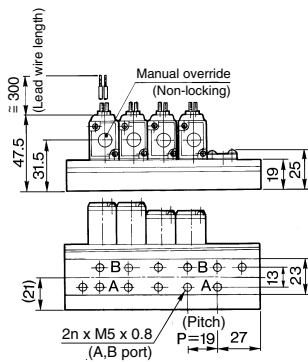 ≃ 300
(Lead wire length)
Manual override
(Non-locking)
47.5
31.5
19
25
B
B
A
A
(21)
13
23
2n x M5 x 0.8
(A,B port)
(Pitch)
P=19
27